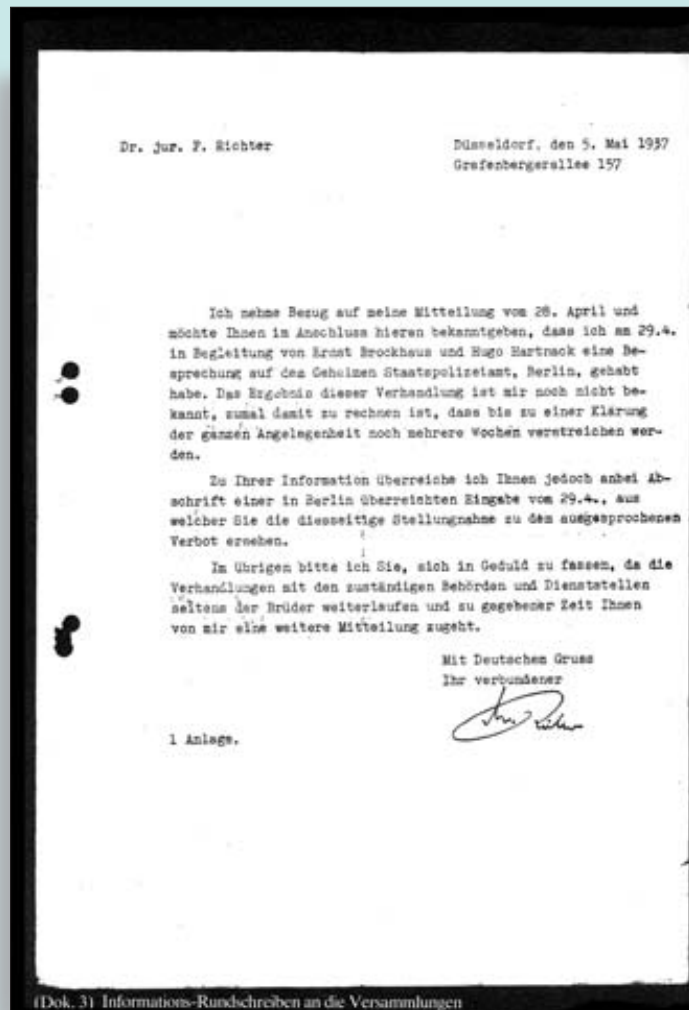 Dr. jur. F. Richter
Düsseldorf, den 5. Mai 1937
Grafenbergerallee 157
Ich nehme Bezug auf meine Mitteilung vom 28. April und
möchte Ihnen im Anschluss hieran bekanntgeben, dass ich am 29.4.
in Begleitung von Ernst Brockhaus und Hugo Hartnack eine Be-
sprechung auf dem Geheimen Staatspolizeiamt, Berlin, gehabt
habe. Das Ergebnis dieser Verhandlung ist mir noch nicht be-
kannt, zumal damit zu rechnen ist, dass bis zu einer Klärung
der ganzen Angelegenheit noch mehrere Wochen verstreichen wer-
den.
Zu Ihrer Information überreiche ich Ihnen jedoch anbei Ab-
schrift einer in Berlin überreichten Eingabe vom 29.4., aus
welcher Sie die diesseitige Stellungnahme zu dem ausgesprochenen
Verbot ersehen.
Im übrigen bitte ich Sie, sich in Geduld zu fassen, da die
Verhandlungen mit den zuständigen Behörden und Dienststellen
seitens der Brüder weiterlaufen und zu gegebener Zeit Ihnen
von mir eine weitere Mitteilung zugeht.
Mit Deutschem Gruss
Ihr verbundener
1 Anlage.
(Dok. 3) Informations-Rundschreiben an die Versammlungen